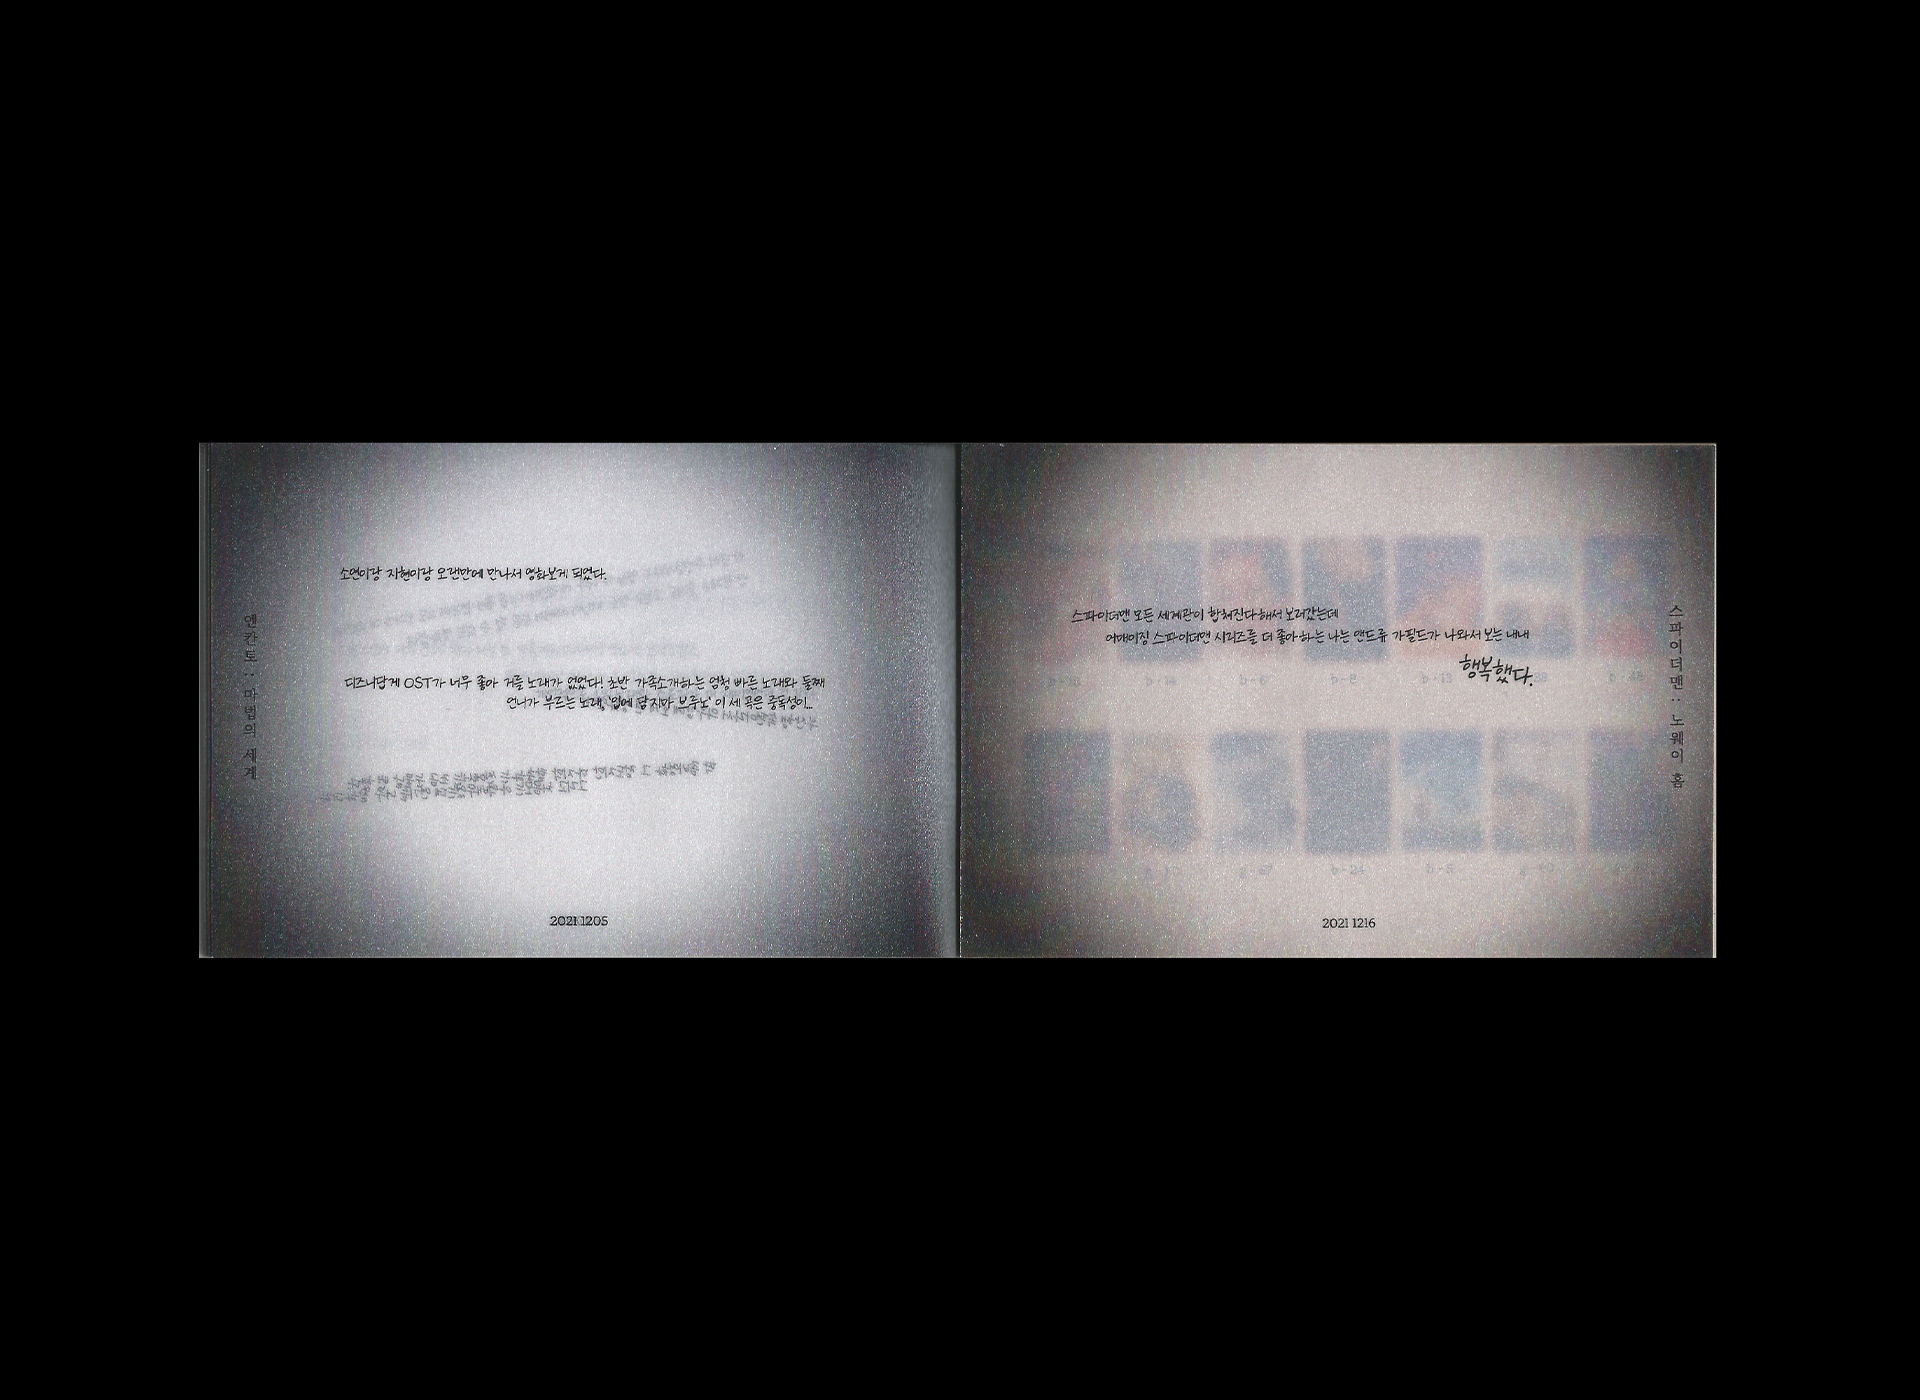 앤칸토 : 마법의 세계
소연이랑 지현이랑 오랜만에 만나서 영화보게 되었다.
디즈니답게 OST가 너무 좋아 거를 노래가 없었다! 초반 가족소개하는 엄청 빠른 노래와 둘째
언니가 부르는 노래, '입에 담지마 브루노' 이 세 곡은 중독성이...
2021 1205
스파이더맨 모든 세계관이 합쳐진다해서 보러갔는데
어메이징 스파이더맨 시리즈를 더 좋아하는 나는 앤드류 가필드가 나와서 보는 내내
행복했다.
2021 1216
스파이더맨 : 노웨이 홈